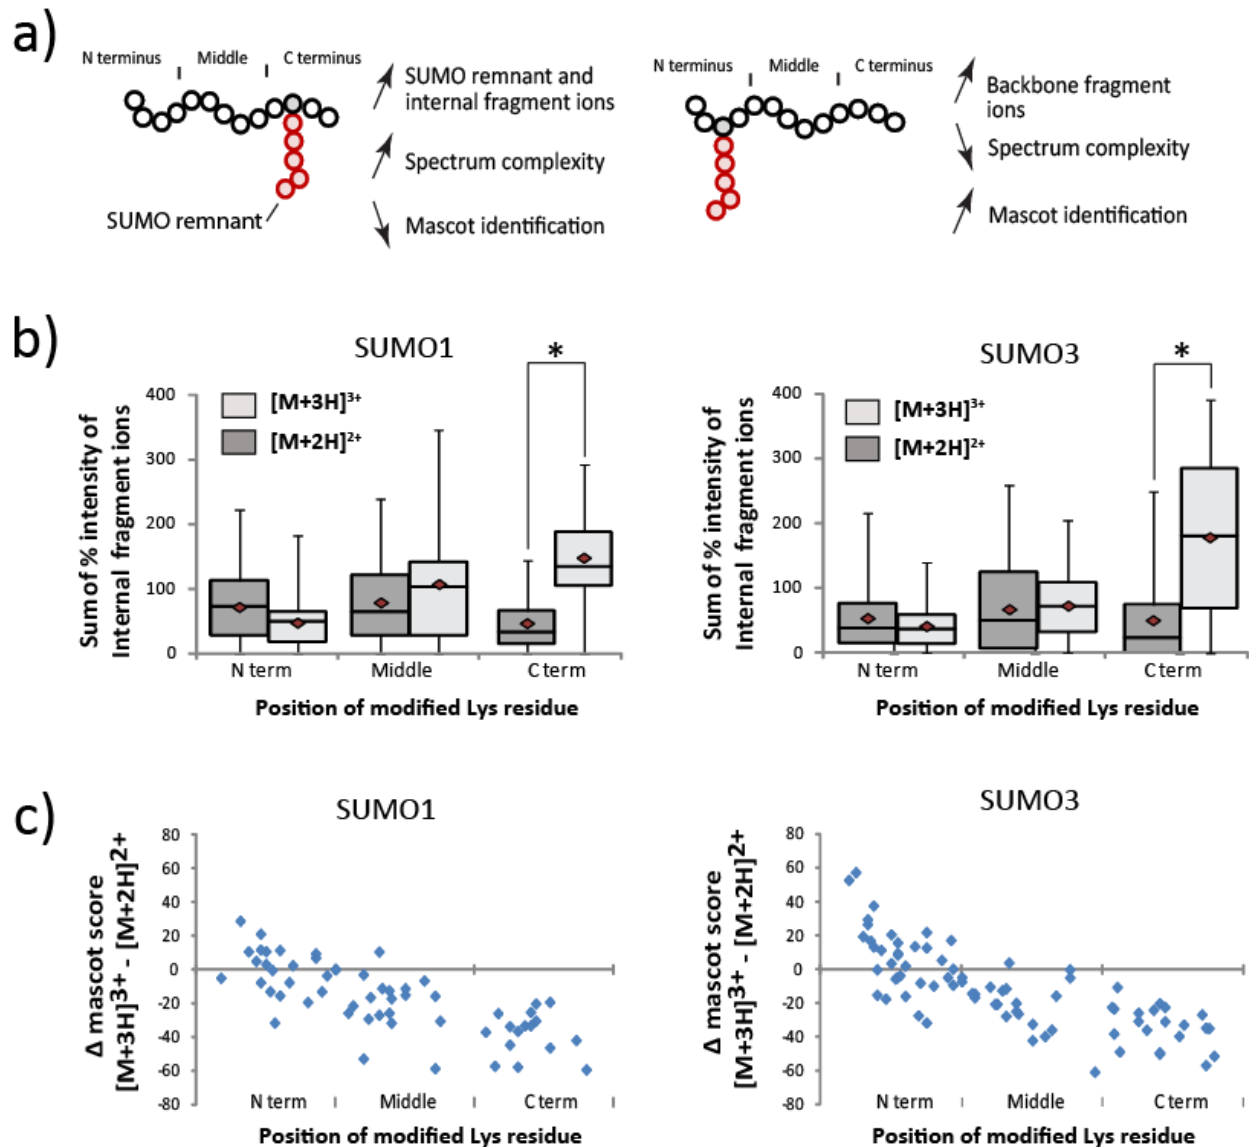 a)
N terminus
Middle
C terminus
SUMO remnant and
internal fragment ions
Spectrum complexity
Mascot identification
SUMO remnant
N terminus
Middle
C terminus
Backbone fragment
ions
Spectrum complexity
Mascot identification
b)
SUMO1
*
[M+3H]³⁺
[M+2H]²⁺
Sum of % intensity of
Internal fragment ions
400
300
200
100
0
N term
Middle
C term
Position of modified Lys residue
SUMO3
*
[M+3H]³⁺
[M+2H]²⁺
Sum of % intensity of
Internal fragment ions
400
300
200
100
0
N term
Middle
C term
Position of modified Lys residue
c)
SUMO1
Δ mascot score
[M+3H]³⁺ - [M+2H]²⁺
80
60
40
20
0
-20
-40
-60
-80
N term
Middle
C term
Position of modified Lys residue
SUMO3
Δ mascot score
[M+3H]³⁺ - [M+2H]²⁺
80
60
40
20
0
-20
-40
-60
-80
N term
Middle
C term
Position of modified Lys residue